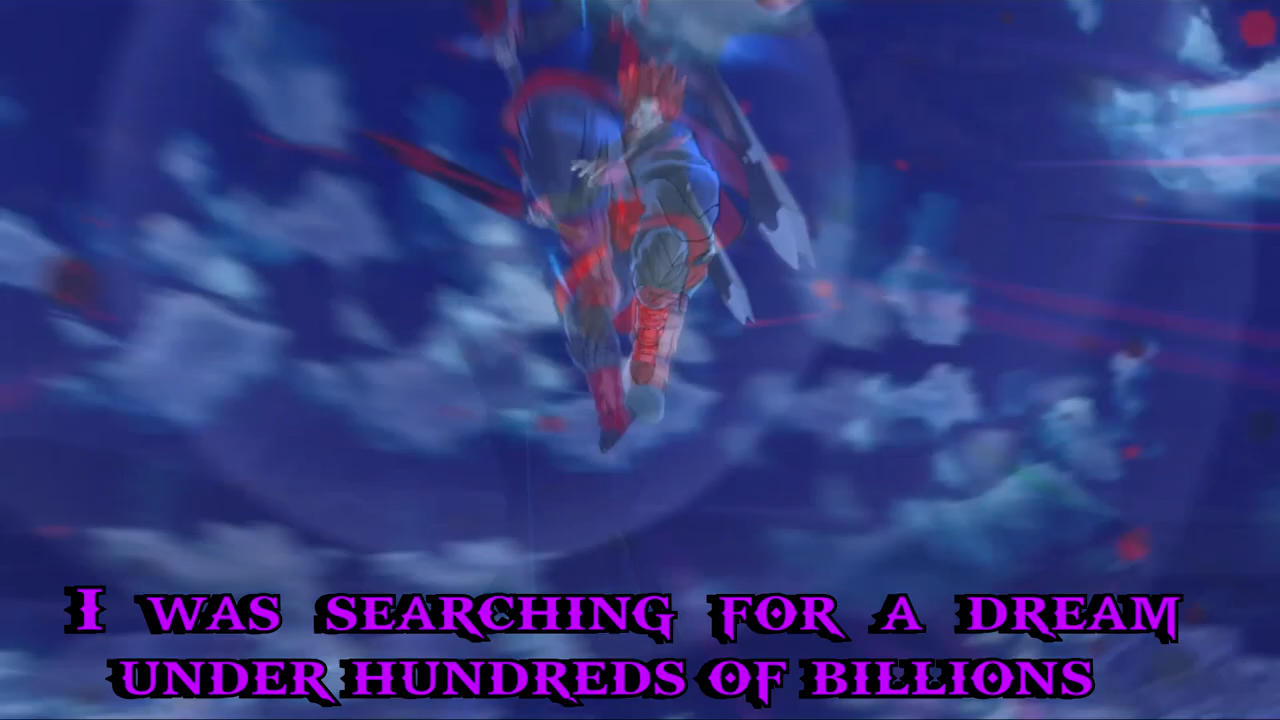 I WAS SEARCHING FOR A DREAM
UNDER HUNDREDS OF BILLIONS